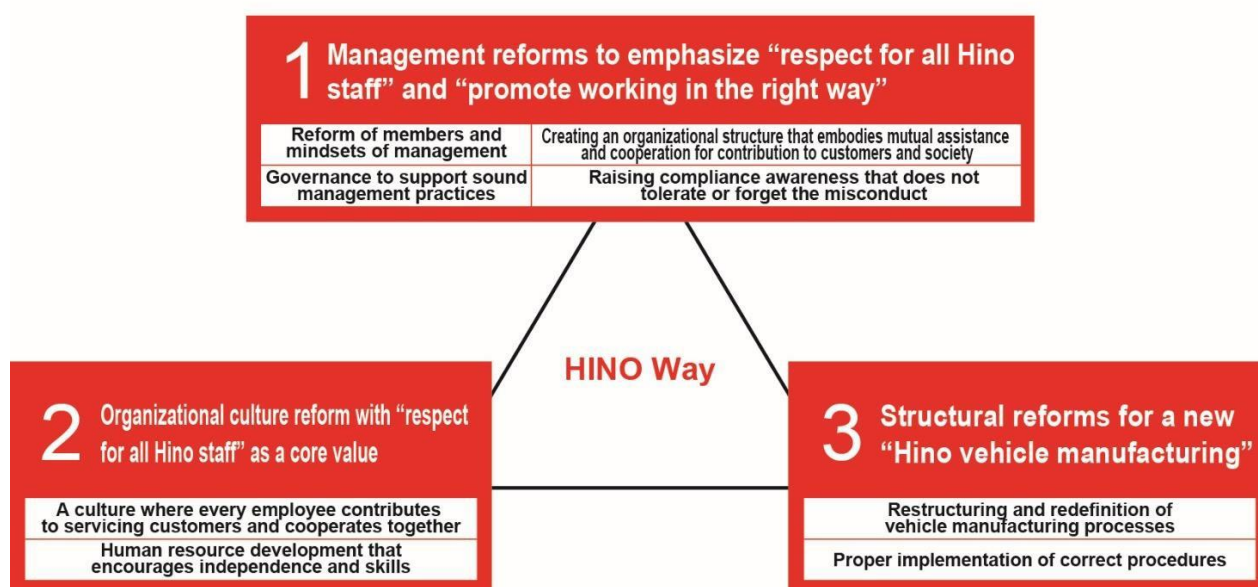 1
Management reforms to emphasize “respect for all Hino
staff” and “promote working in the right way”
Reform of members and
mindsets of management
Creating an organizational structure that embodies mutual assistance
and cooperation for contribution to customers and society
Governance to support sound
management practices
Raising compliance awareness that does not
tolerate or forget the misconduct
HINO Way
2
Organizational culture reform with “respect
for all Hino staff” as a core value
A culture where every employee contributes
to servicing customers and cooperates together
Human resource development that
encourages independence and skills
3
Structural reforms for a new
“Hino vehicle manufacturing”
Restructuring and redefinition of
vehicle manufacturing processes
Proper implementation of correct procedures